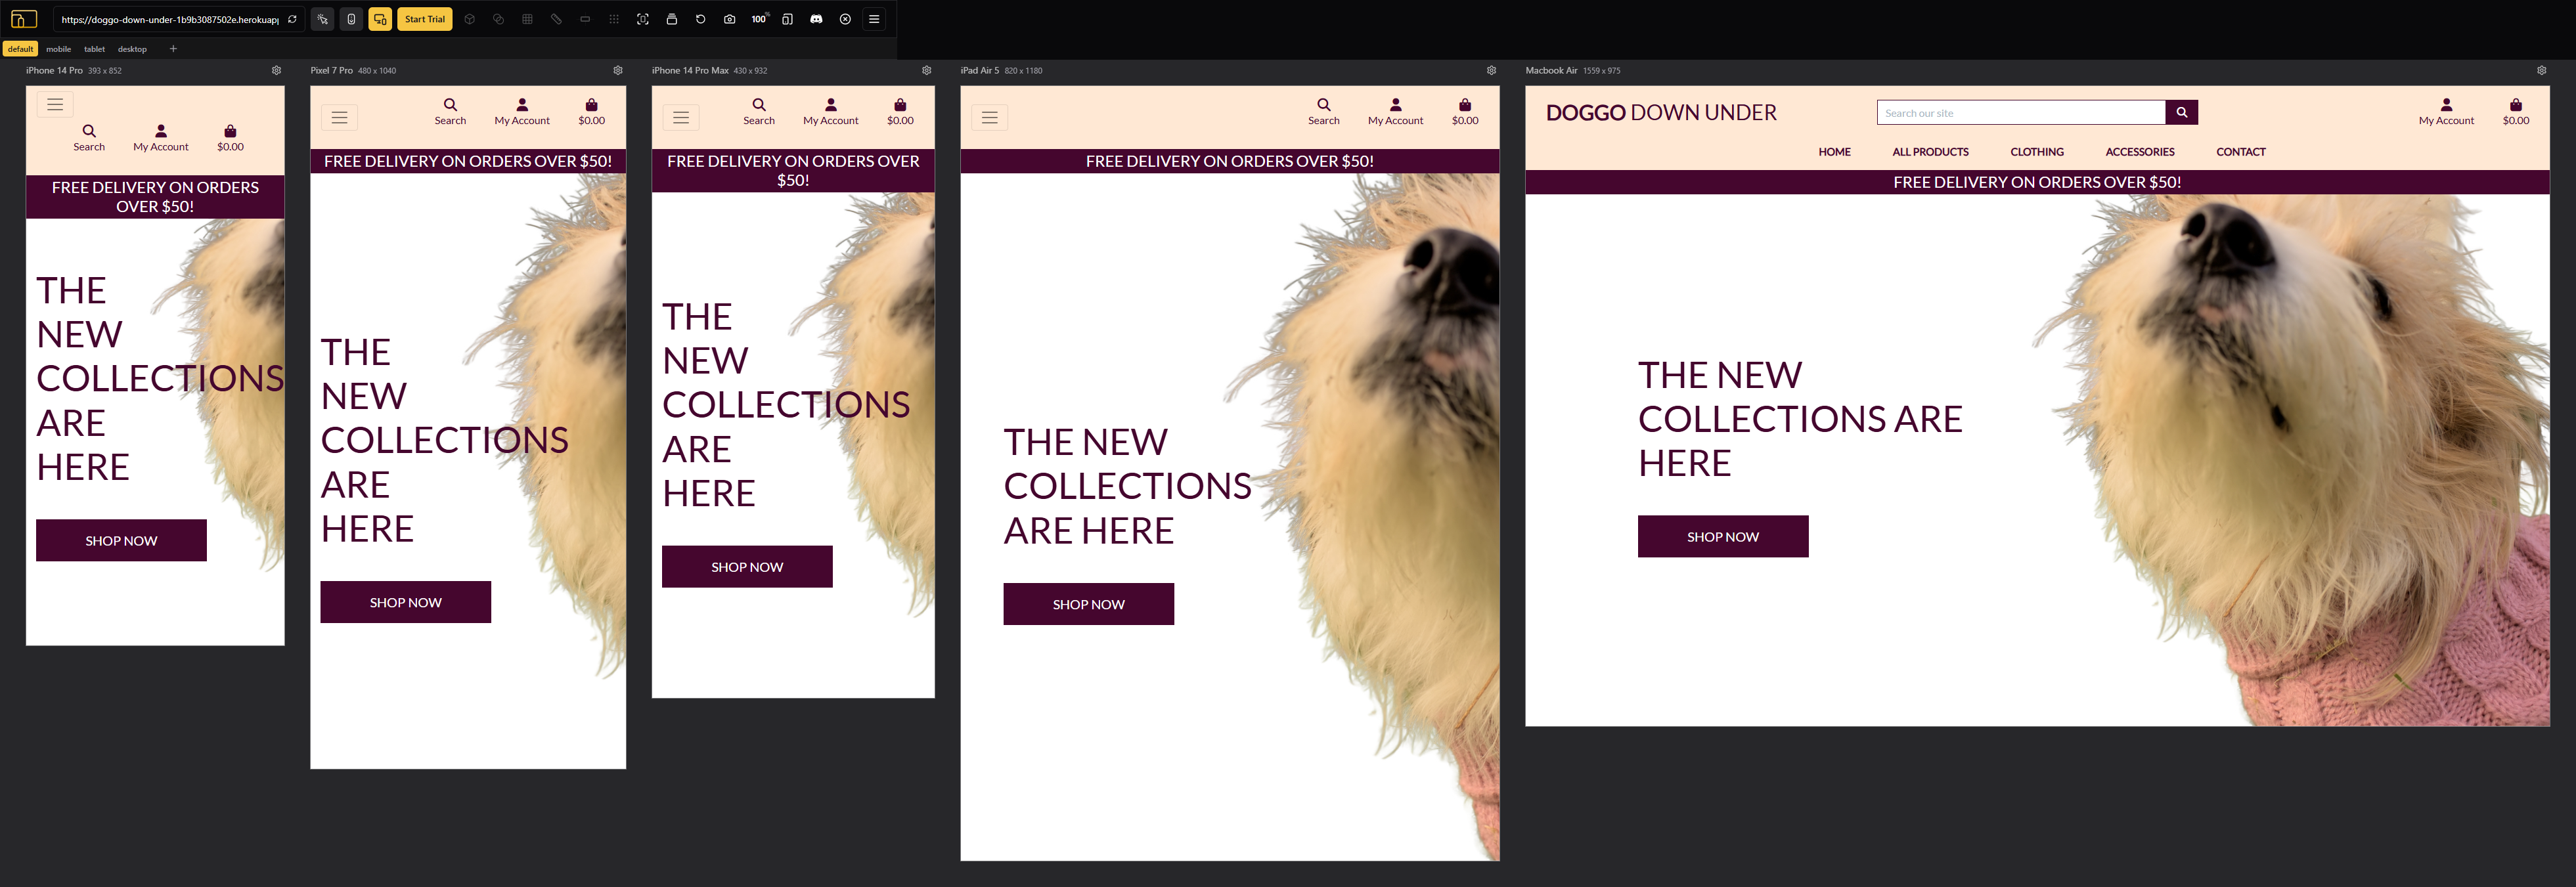 https://doggo-down-under-1b9b3087502e.herokuapp
Start Trial
100%
default mobile tablet desktop +
iPhone 14 Pro 393 x 852
Search My Account $0.00
FREE DELIVERY ON ORDERS
OVER $50!
THE
NEW
COLLECTIONS
ARE
HERE
SHOP NOW
Pixel 7 Pro 480 x 1040
Search My Account $0.00
FREE DELIVERY ON ORDERS OVER $50!
THE
NEW
COLLECTIONS
ARE
HERE
SHOP NOW
iPhone 14 Pro Max 430 x 932
Search My Account $0.00
FREE DELIVERY ON ORDERS OVER
$50!
THE
NEW
COLLECTIONS
ARE
HERE
SHOP NOW
iPad Air 5 820 x 1180
Search My Account $0.00
FREE DELIVERY ON ORDERS OVER $50!
THE NEW
COLLECTIONS
ARE HERE
SHOP NOW
Macbook Air 1559 x 975
DOGGO DOWN UNDER
Search our site
My Account $0.00
HOME ALL PRODUCTS CLOTHING ACCESSORIES CONTACT
FREE DELIVERY ON ORDERS OVER $50!
THE NEW
COLLECTIONS ARE
HERE
SHOP NOW